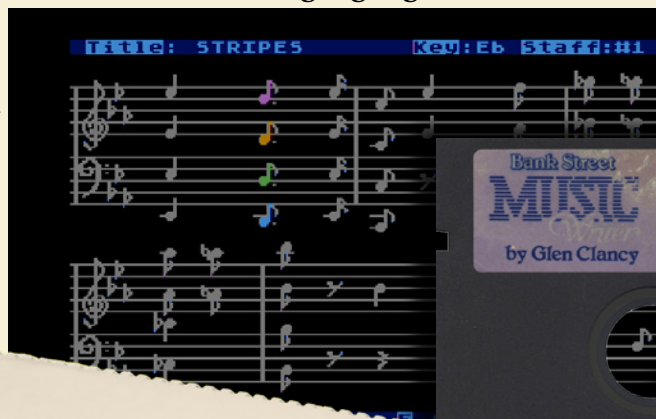 Title: STRIPES Key:Eb Staff:#1
Bank Street
MUSIC
Writer
by Glen Clancy